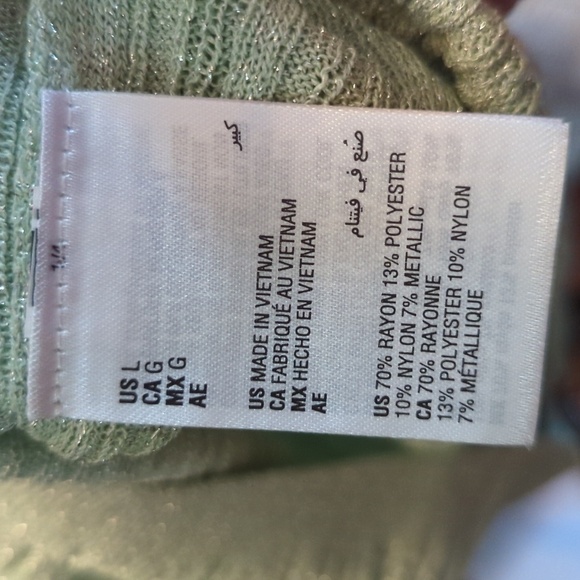 US L
CA G
MX G
AE
كبير
US MADE IN VIETNAM
CA FABRIQUÉ AU VIETNAM
MX HECHO EN VIETNAM
AE
صُنع في فيتنام
US 70% RAYON 13% POLYESTER
10% NYLON 7% METALLIC
CA 70% RAYONNE
13% POLYESTER 10% NYLON
7% MÉTALLIQUE